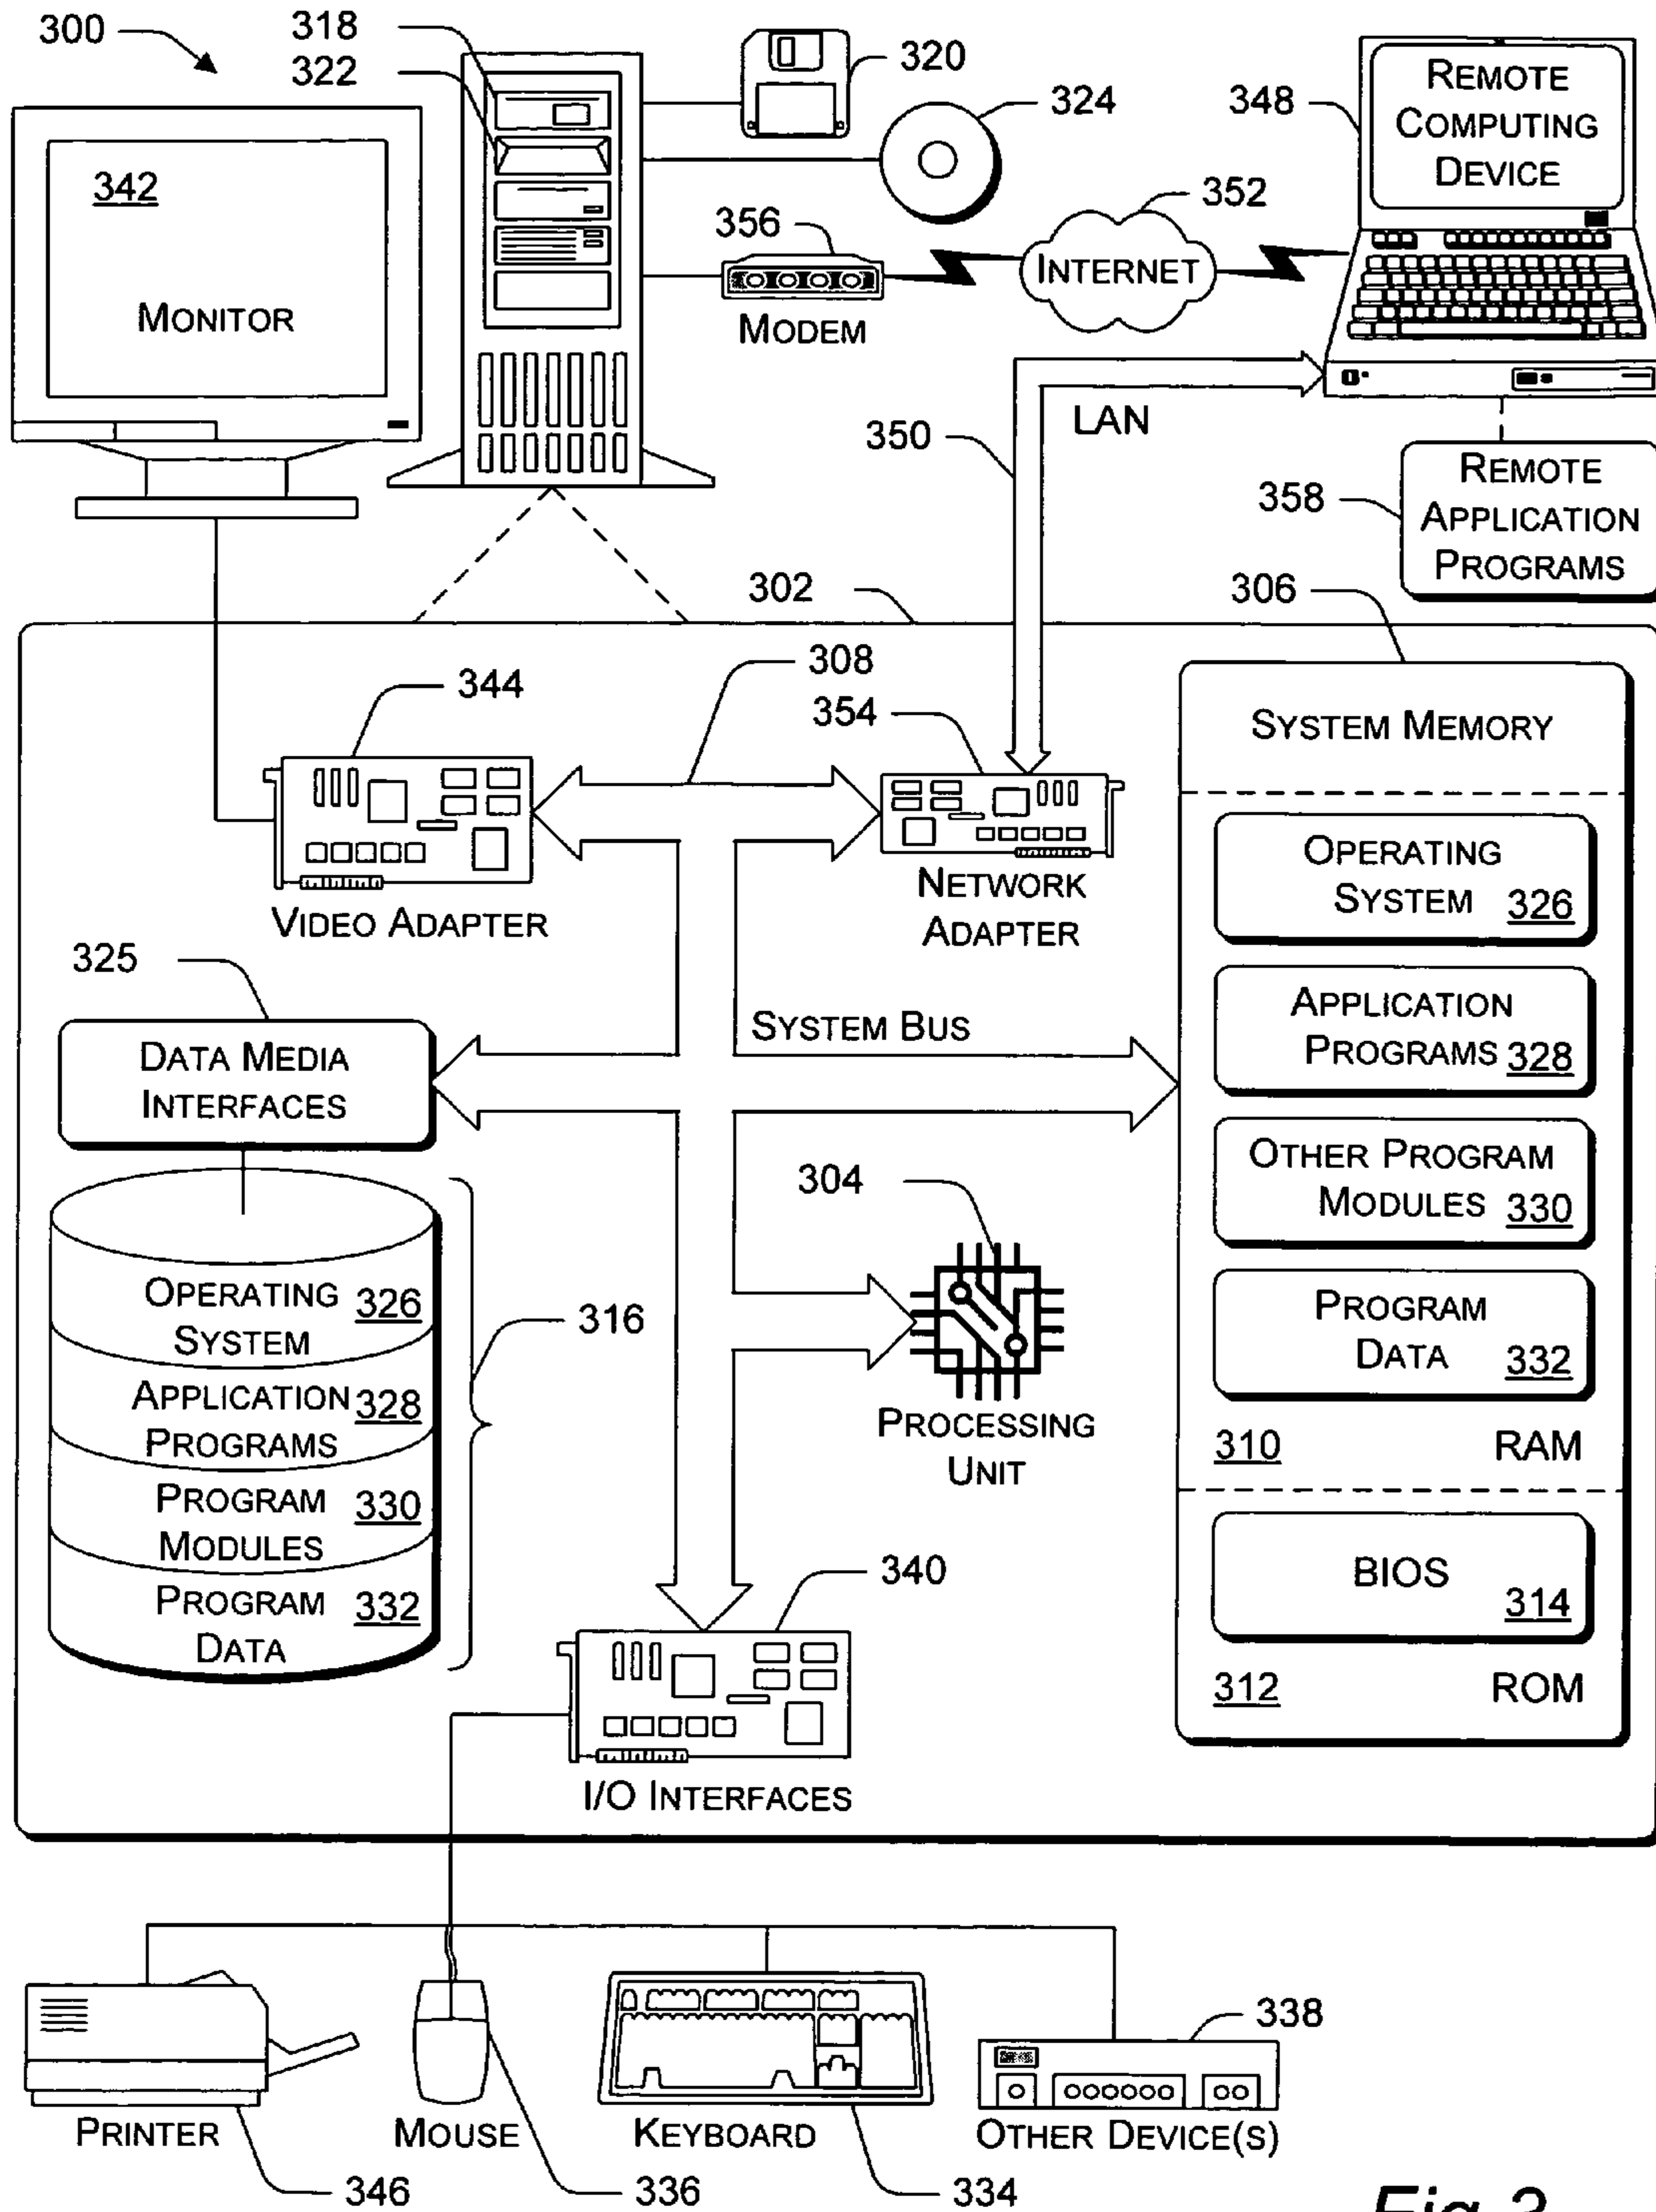 300
318
322
320
324
348
REMOTE
COMPUTING
DEVICE
342
MONITOR
356
MODEM
352
INTERNET
LAN
350
358
REMOTE
APPLICATION
PROGRAMS
302
306
308
344
354
VIDEO ADAPTER
NETWORK
ADAPTER
SYSTEM MEMORY
OPERATING
SYSTEM 326
APPLICATION
PROGRAMS 328
OTHER PROGRAM
MODULES 330
PROGRAM
DATA 332
310 RAM
BIOS
314
312 ROM
325
DATA MEDIA
INTERFACES
SYSTEM BUS
304
PROCESSING
UNIT
OPERATING 326
SYSTEM
APPLICATION 328
PROGRAMS
PROGRAM 330
MODULES
PROGRAM 332
DATA
316
340
I/O INTERFACES
338
PRINTER
MOUSE
KEYBOARD
OTHER DEVICE(S)
346
336
334